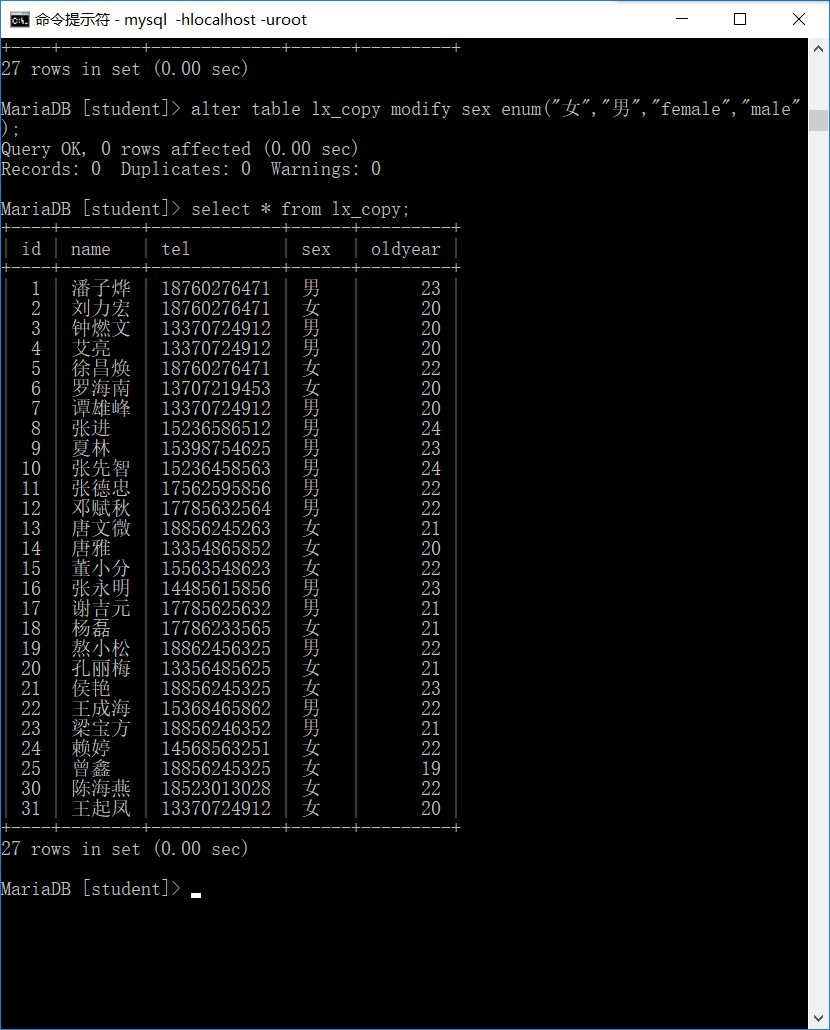 命令提示符 - mysql  -hlocalhost -uroot
+----+--------+-------------+------+---------+
27 rows in set (0.00 sec)
MariaDB [student]> alter table lx_copy modify sex enum("女","男","female","male"
);
Query OK, 0 rows affected (0.00 sec)
Records: 0  Duplicates: 0  Warnings: 0
MariaDB [student]> select * from lx_copy;
+----+--------+-------------+------+---------+
| id | name   | tel         | sex  | oldyear |
+----+--------+-------------+------+---------+
|  1 | 潘子烨 | 18760276471 | 男   |      23 |
|  2 | 刘力宏 | 18760276471 | 女   |      20 |
|  3 | 钟燃文 | 13370724912 | 男   |      20 |
|  4 | 艾亮   | 13370724912 | 男   |      20 |
|  5 | 徐昌焕 | 18760276471 | 女   |      22 |
|  6 | 罗海南 | 13707219453 | 女   |      20 |
|  7 | 谭雄峰 | 13370724912 | 男   |      20 |
|  8 | 张进   | 15236586512 | 男   |      24 |
|  9 | 夏林   | 15398754625 | 男   |      23 |
| 10 | 张先智 | 15236458563 | 男   |      24 |
| 11 | 张德忠 | 17562595856 | 男   |      22 |
| 12 | 邓赋秋 | 17785632564 | 男   |      22 |
| 13 | 唐文微 | 18856245263 | 女   |      21 |
| 14 | 唐雅   | 13354865852 | 女   |      20 |
| 15 | 董小分 | 15563548623 | 女   |      22 |
| 16 | 张永明 | 14485615856 | 男   |      23 |
| 17 | 谢吉元 | 17785625632 | 男   |      21 |
| 18 | 杨磊   | 17786233565 | 女   |      21 |
| 19 | 熬小松 | 18862456325 | 男   |      22 |
| 20 | 孔丽梅 | 13356485625 | 女   |      21 |
| 21 | 侯艳   | 18856245325 | 女   |      23 |
| 22 | 王成海 | 15368465862 | 男   |      22 |
| 23 | 梁宝方 | 18856246352 | 男   |      21 |
| 24 | 赖婷   | 14568563251 | 女   |      22 |
| 25 | 曾鑫   | 18856245325 | 女   |      19 |
| 30 | 陈海燕 | 18523013028 | 女   |      22 |
| 31 | 王起凤 | 13370724912 | 女   |      20 |
+----+--------+-------------+------+---------+
27 rows in set (0.00 sec)
MariaDB [student]>